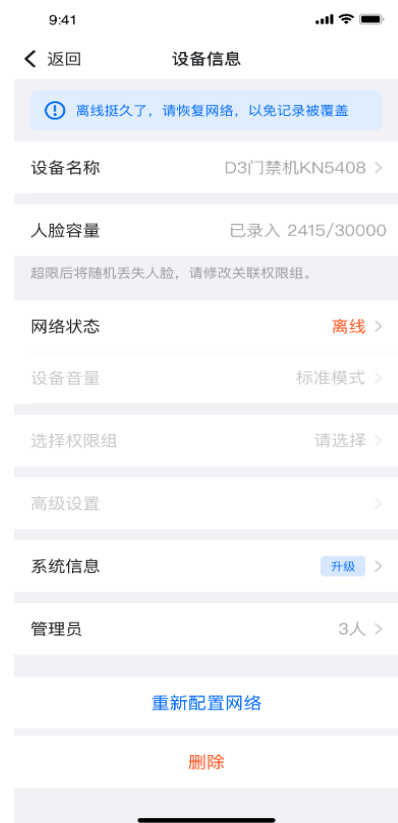 9:41
返回
设备信息
离线挺久了，请恢复网络，以免记录被覆盖
设备名称 D3门禁机KN5408
人脸容量 已录入 2415/30000
超限后将随机丢失人脸，请修改关联权限组。
网络状态 离线
设备音量 标准模式
选择权限组 请选择
高级设置
系统信息 升级
管理员 3人
重新配置网络
删除